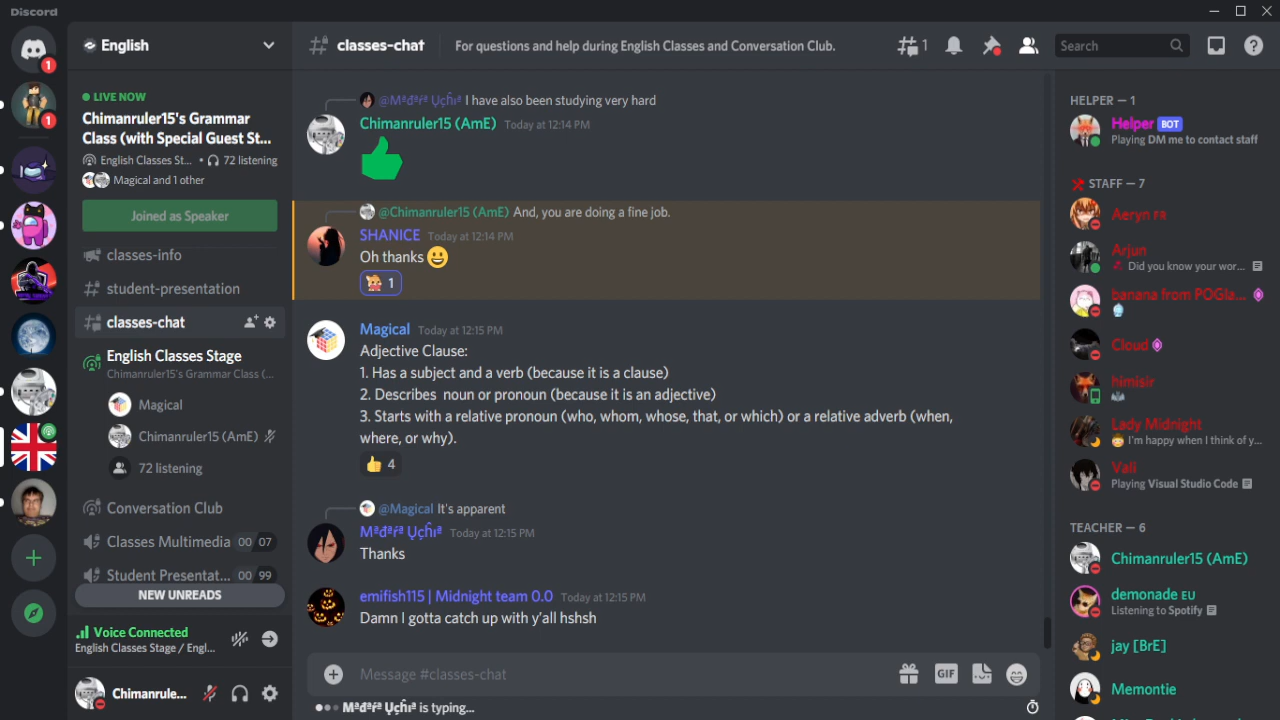 Discord
1
1
English
LIVE NOW
Chimanruler15's Grammar
Class (with Special Guest St...
English Classes St... • 72 listening
Magical and 1 other
Joined as Speaker
classes-info
student-presentation
classes-chat
English Classes Stage
Chimanruler15's Grammar Class (...
Magical
Chimanruler15 (AmE)
72 listening
Conversation Club
Classes Multimedia 00 07
Student Presentat... 00 99
NEW UNREADS
Voice Connected
English Classes Stage / Engl...
Chimanrule...
classes-chat
For questions and help during English Classes and Conversation Club.
1
Search
@Mªđªŕª Ųçĥıª I have also been studying very hard
Chimanruler15 (AmE) Today at 12:14 PM
@Chimanruler15 (AmE) And, you are doing a fine job.
SHANICE Today at 12:14 PM
Oh thanks
1
Magical Today at 12:15 PM
Adjective Clause:
1. Has a subject and a verb (because it is a clause)
2. Describes noun or pronoun (because it is an adjective)
3. Starts with a relative pronoun (who, whom, whose, that, or which) or a relative adverb (when,
where, or why).
4
@Magical It's apparent
Mªđªŕª Ųçĥıª Today at 12:15 PM
Thanks
emifish115 | Midnight team 0.0 Today at 12:15 PM
Damn I gotta catch up with y'all hshsh
Message #classes-chat
GIF
Mªđªŕª Ųçĥıª is typing...
HELPER — 1
Helper BOT
Playing DM me to contact staff
STAFF — 7
Aeryn FR
Arjun
Did you know your wor...
banana from POGla...
Cloud
himisir
Lady Midnight
I'm happy when I think of y...
Vali
Playing Visual Studio Code
TEACHER — 6
Chimanruler15 (AmE)
demonade EU
Listening to Spotify
jay [BrE]
Memontie